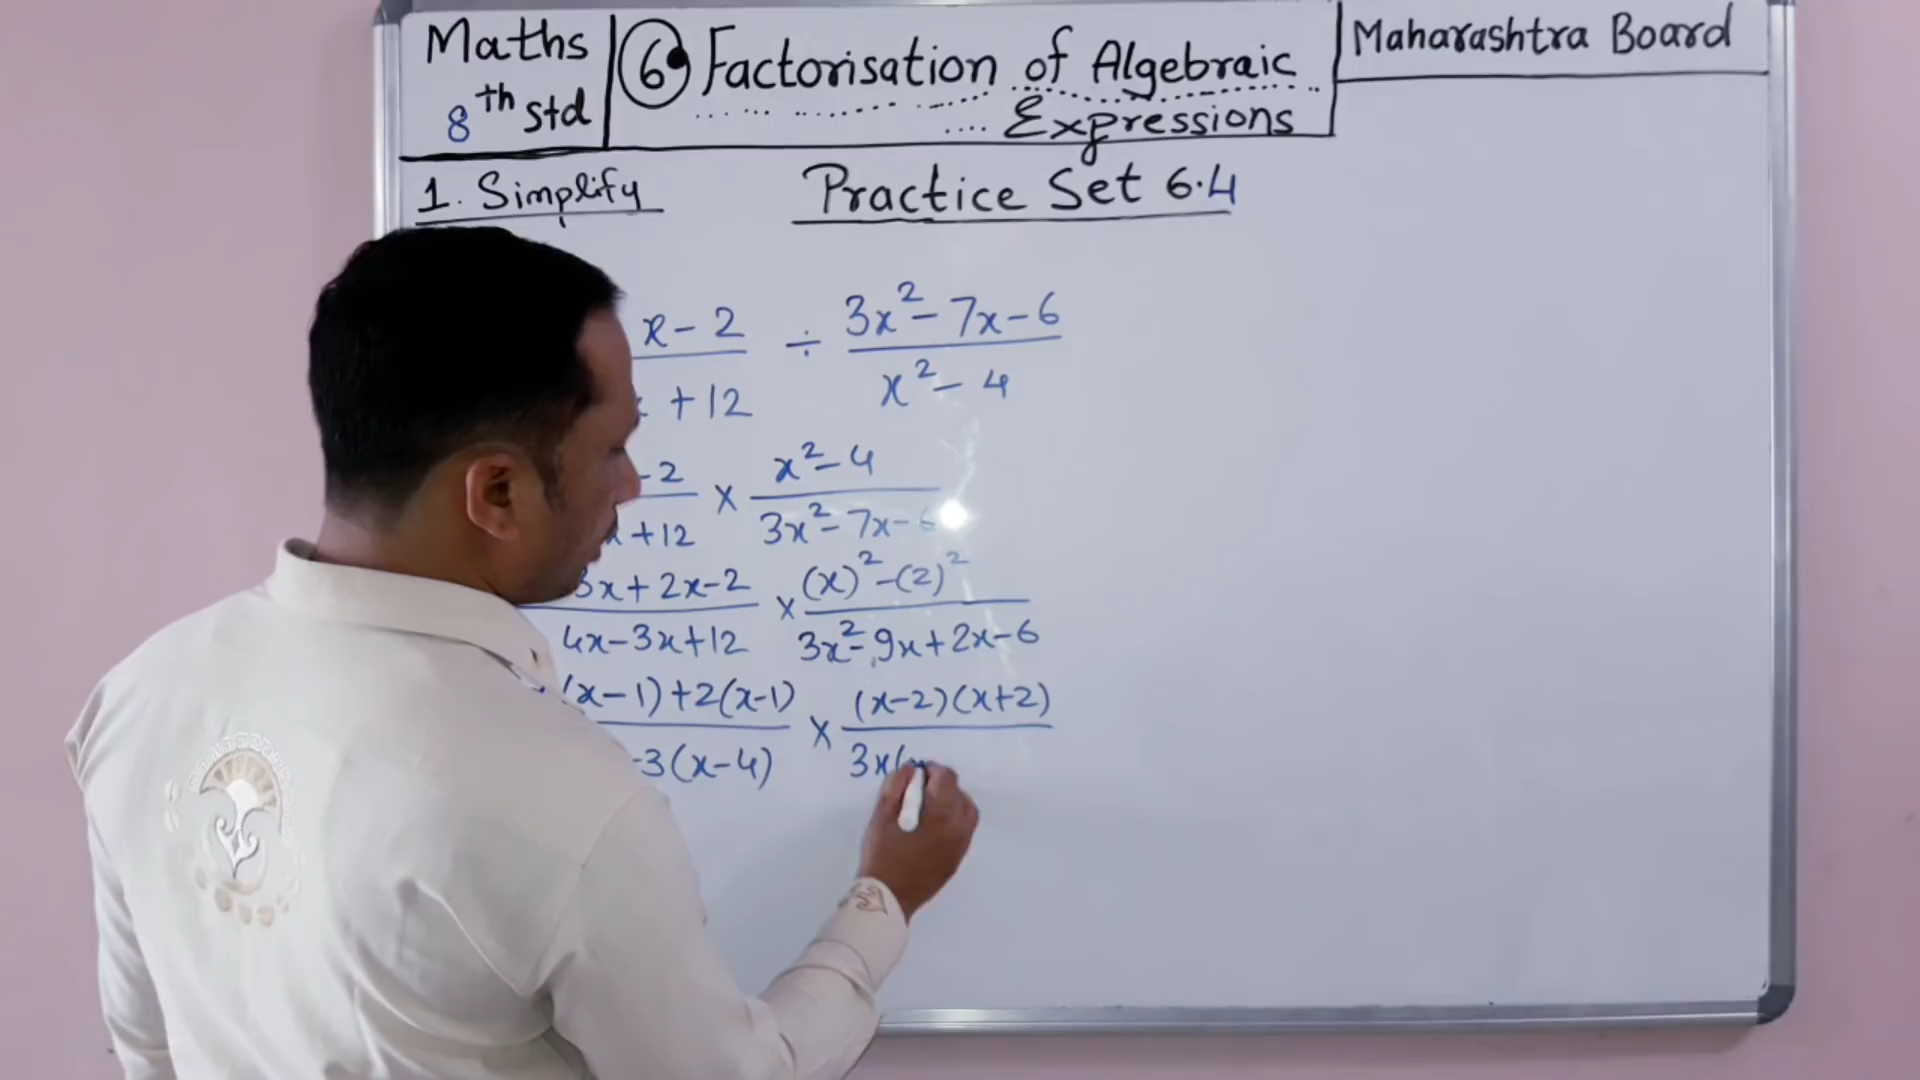 Maths
8th std
6. Factorisation of Algebraic
Expressions
Maharashtra Board
1. Simplify
Practice Set 6.4
x-2 ÷ 3x²-7x-6
+12 x²-4
-2 × x²-4
+12 3x²-7x-6
3x+2x-2 × (x)²-(2)²
4x-3x+12 3x²-9x+2x-6
(x-1)+2(x-1) × (x-2)(x+2)
-3(x-4) 3x(